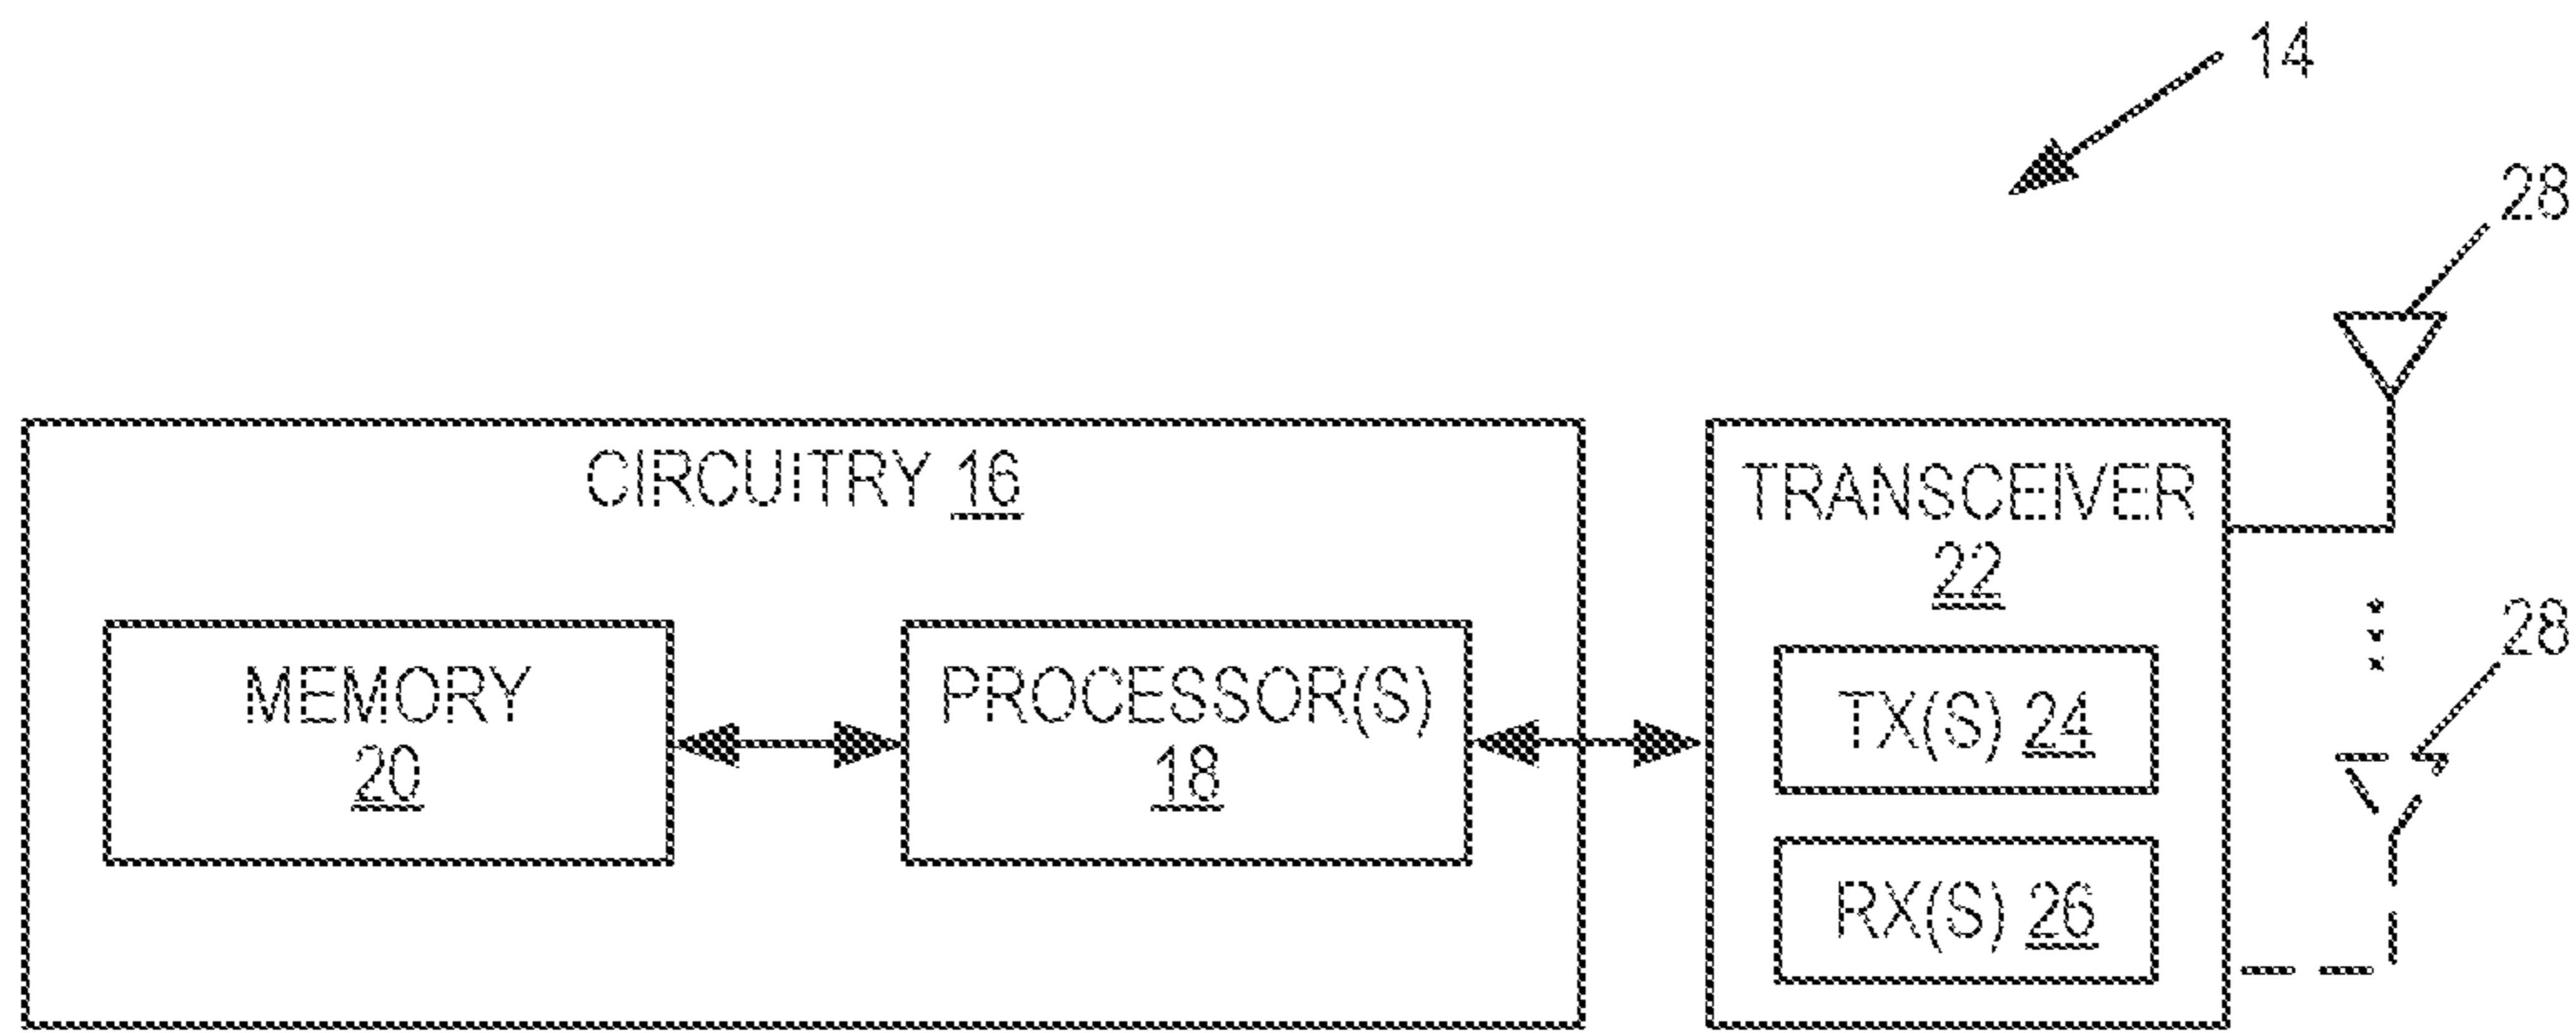 14
28
CIRCUITRY 16
TRANSCEIVER
22
28
MEMORY
20
PROCESSOR(S)
18
TX(S) 24
RX(S) 26